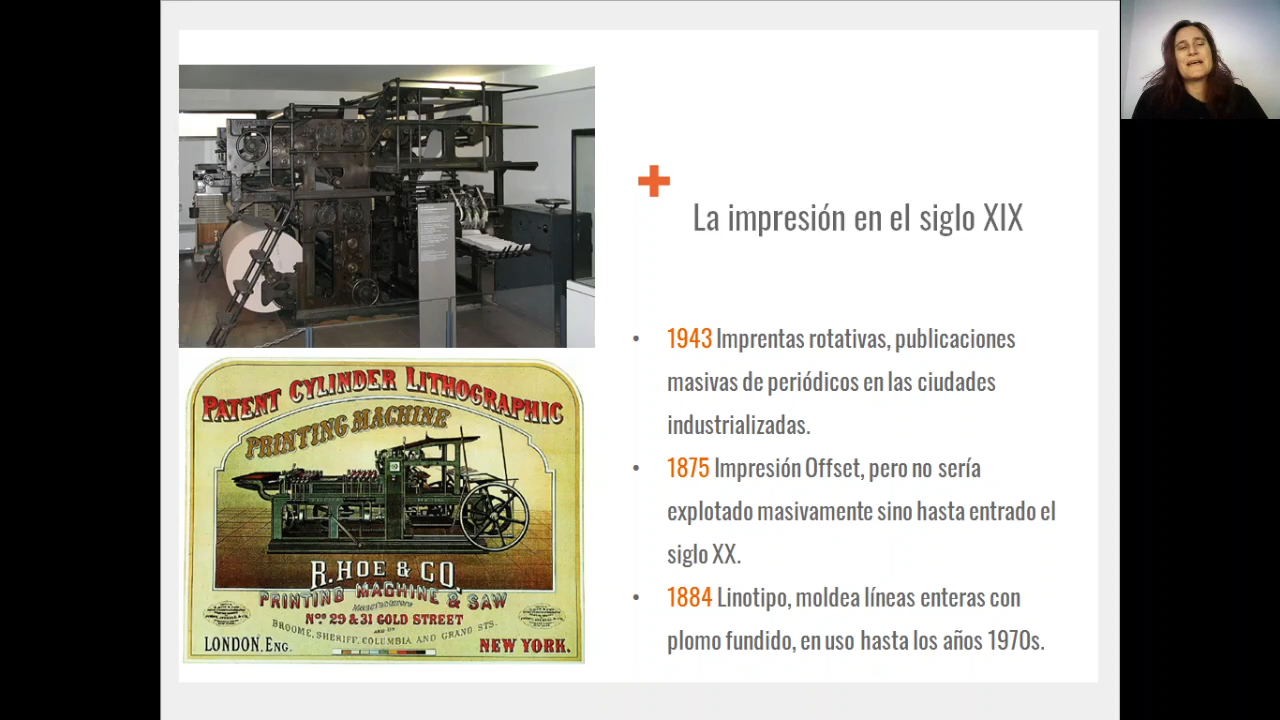 La impresión en el siglo XIX
• 1943 Imprentas rotativas, publicaciones
masivas de periódicos en las ciudades
industrializadas.
• 1875 Impresión Offset, pero no sería
explotado masivamente sino hasta entrado el
siglo XX.
• 1884 Linotipo, moldea líneas enteras con
plomo fundido, en uso hasta los años 1970s.
PATENT CYLINDER LITHOGRAPHIC
PRINTING MACHINE
R. HOE & CO.
PRINTING MACHINE & SAW
Nos 29 & 31 GOLD STREET
BROOME, SHERIFF, COLUMBIA AND GRAND STS.
LONDON, ENG.
NEW YORK.